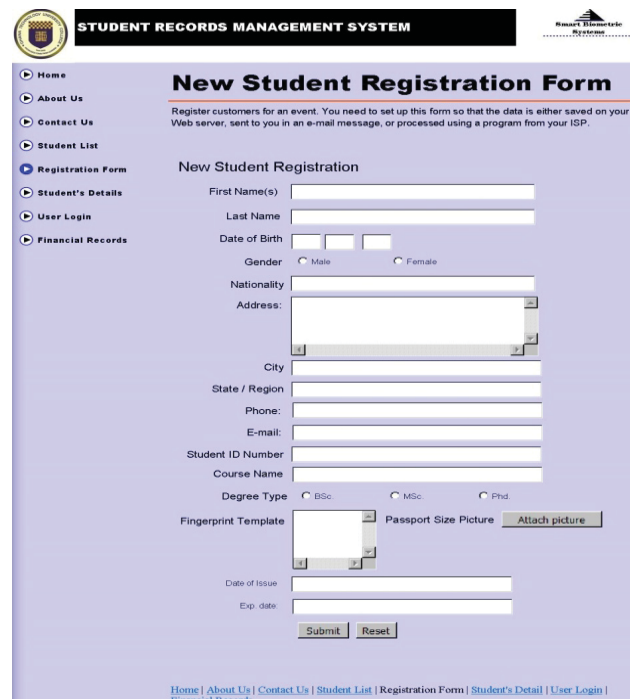 STUDENT RECORDS MANAGEMENT SYSTEM
Smart Biometric
Systems
Home
About Us
Contact Us
Student List
Registration Form
Student's Details
User Login
Financial Records
New Student Registration Form
Register customers for an event. You need to set up this form so that the data is either saved on your
Web server, sent to you in an e-mail message, or processed using a program from your ISP.
New Student Registration
First Name(s)
Last Name
Date of Birth
Gender Male Female
Nationality
Address:
City
State / Region
Phone:
E-mail:
Student ID Number
Course Name
Degree Type BSc. MSc. Phd.
Fingerprint Template Passport Size Picture Attach picture
Date of Issue
Exp. date:
Submit Reset
Home | About Us | Contact Us | Student List | Registration Form | Student's Detail | User Login |